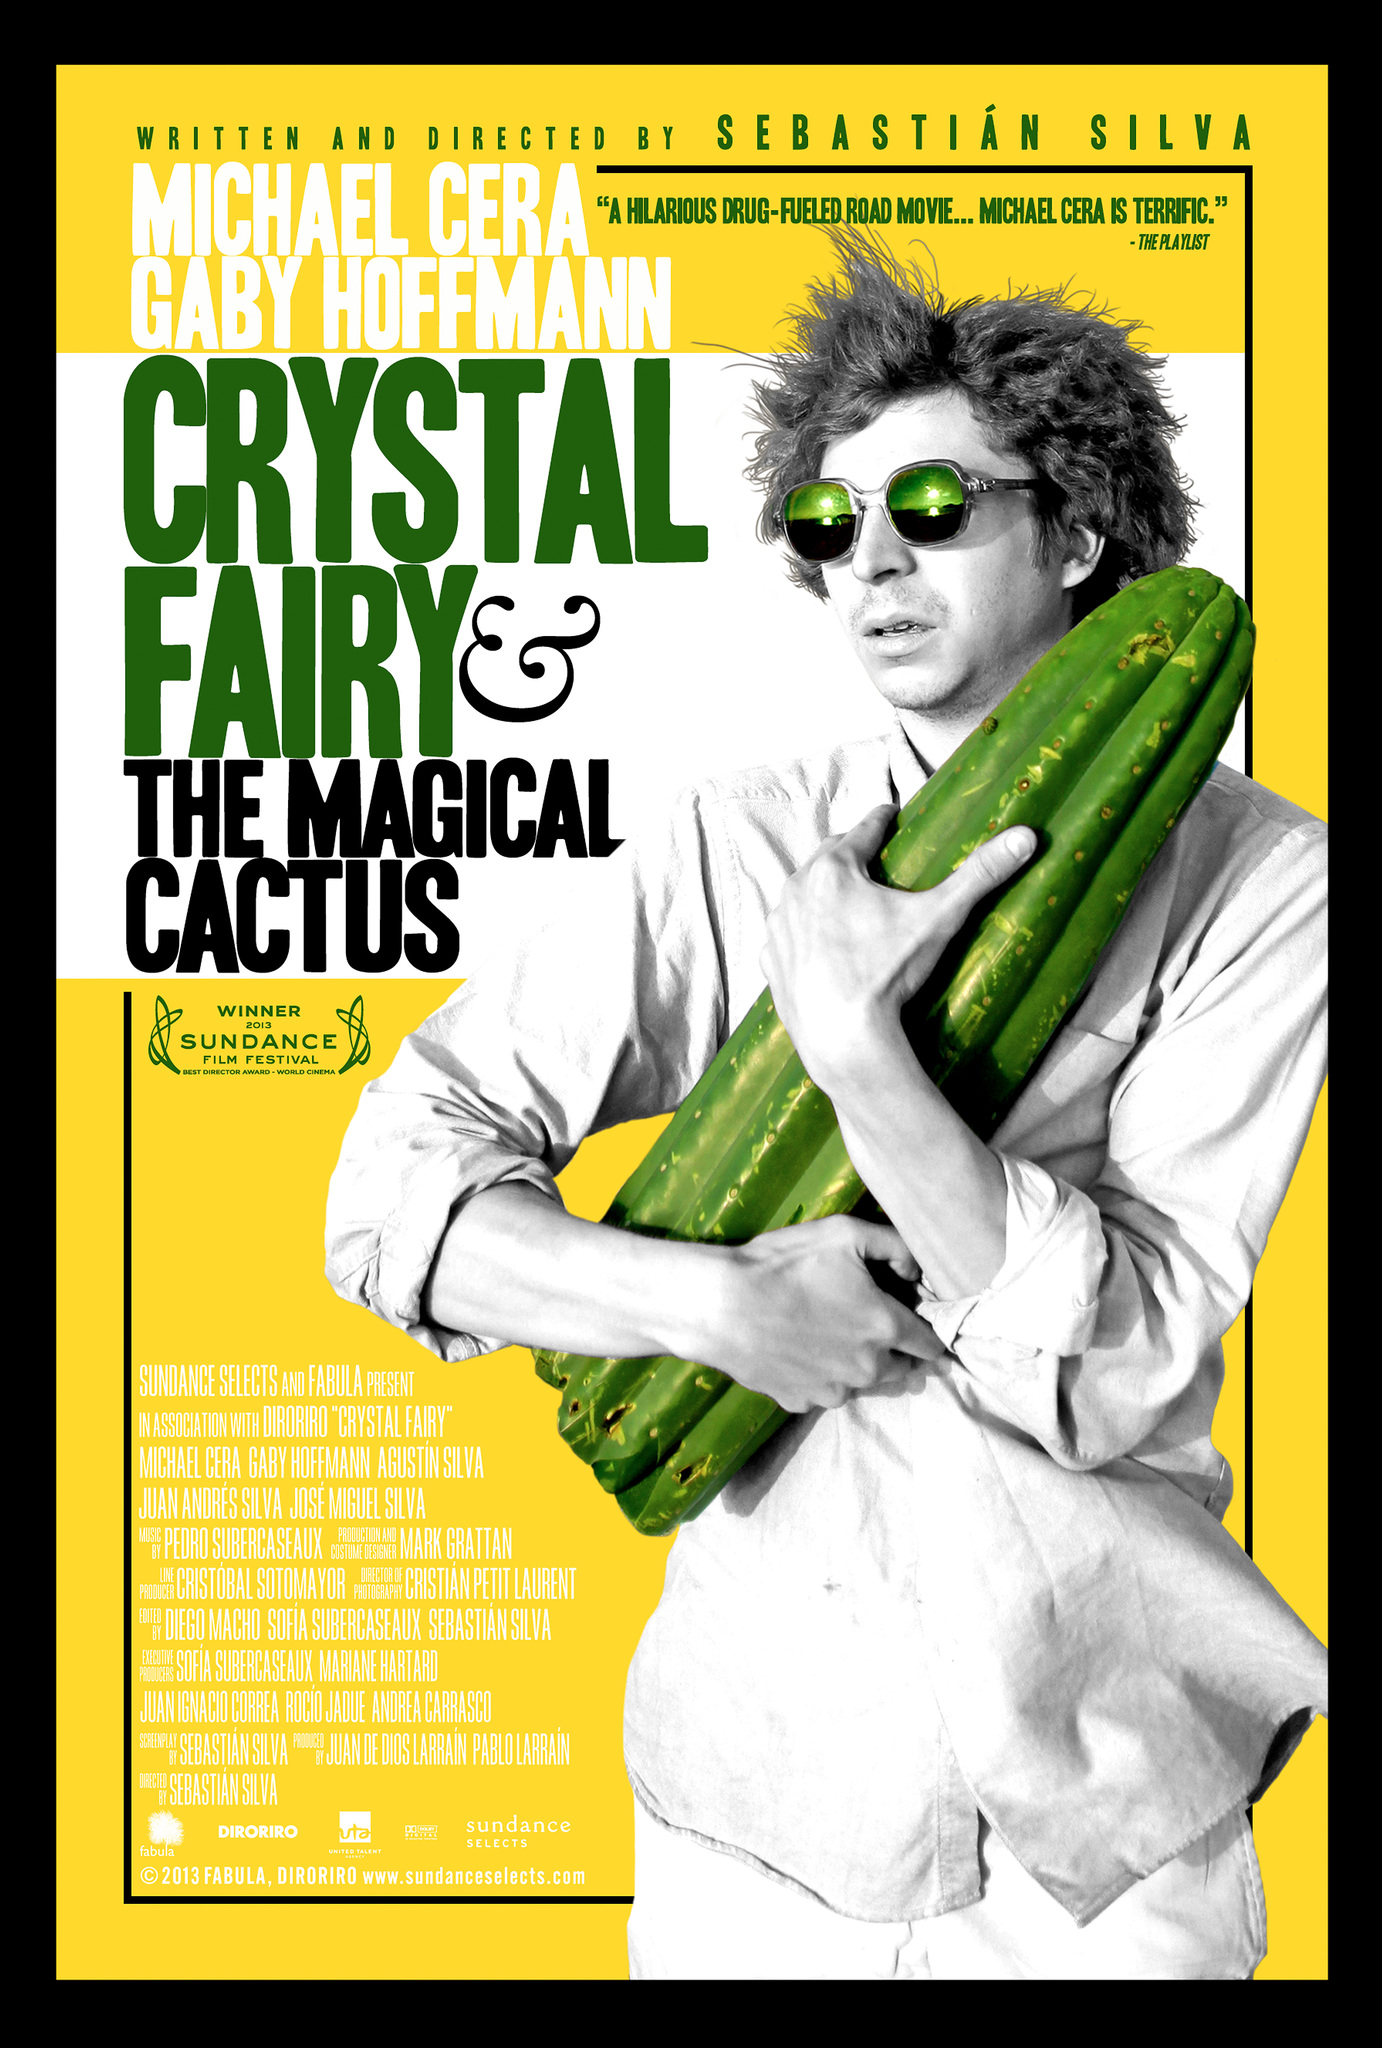 WRITTEN AND DIRECTED BY SEBASTIÁN SILVA
MICHAEL CERA
GABY HOFFMANN
"A HILARIOUS DRUG-FUELED ROAD MOVIE... MICHAEL CERA IS TERRIFIC."
- THE PLAYLIST
CRYSTAL
FAIRY &
THE MAGICAL
CACTUS
WINNER
2013
SUNDANCE
FILM FESTIVAL
BEST DIRECTOR AWARD - WORLD CINEMA
SUNDANCE SELECTS AND FABULA PRESENT
IN ASSOCIATION WITH DIRORIRO "CRYSTAL FAIRY"
MICHAEL CERA GABY HOFFMANN AGUSTÍN SILVA
JUAN ANDRÉS SILVA JOSÉ MIGUEL SILVA
MUSIC BY PEDRO SUBERCASEAUX PRODUCTION AND COSTUME DESIGNER MARK GRATTAN
LINE PRODUCER CRISTÓBAL SOTOMAYOR DIRECTOR OF PHOTOGRAPHY CRISTIÁN PETIT LAURENT
EDITED BY DIEGO MACHO SOFÍA SUBERCASEAUX SEBASTIÁN SILVA
EXECUTIVE PRODUCERS SOFÍA SUBERCASEAUX MARIANE HARTARD
JUAN IGNACIO CORREA ROCÍO JADUE ANDREA CARRASCO
SCREENPLAY BY SEBASTIÁN SILVA PRODUCED BY JUAN DE DIOS LARRAÍN PABLO LARRAÍN
DIRECTED BY SEBASTIÁN SILVA
fabula
DIRORIRO
uta
UNITED TALENT
AGENCY
DOLBY
DIGITAL
sundance
SELECTS
© 2013 FABULA, DIRORIRO www.sundanceselects.com